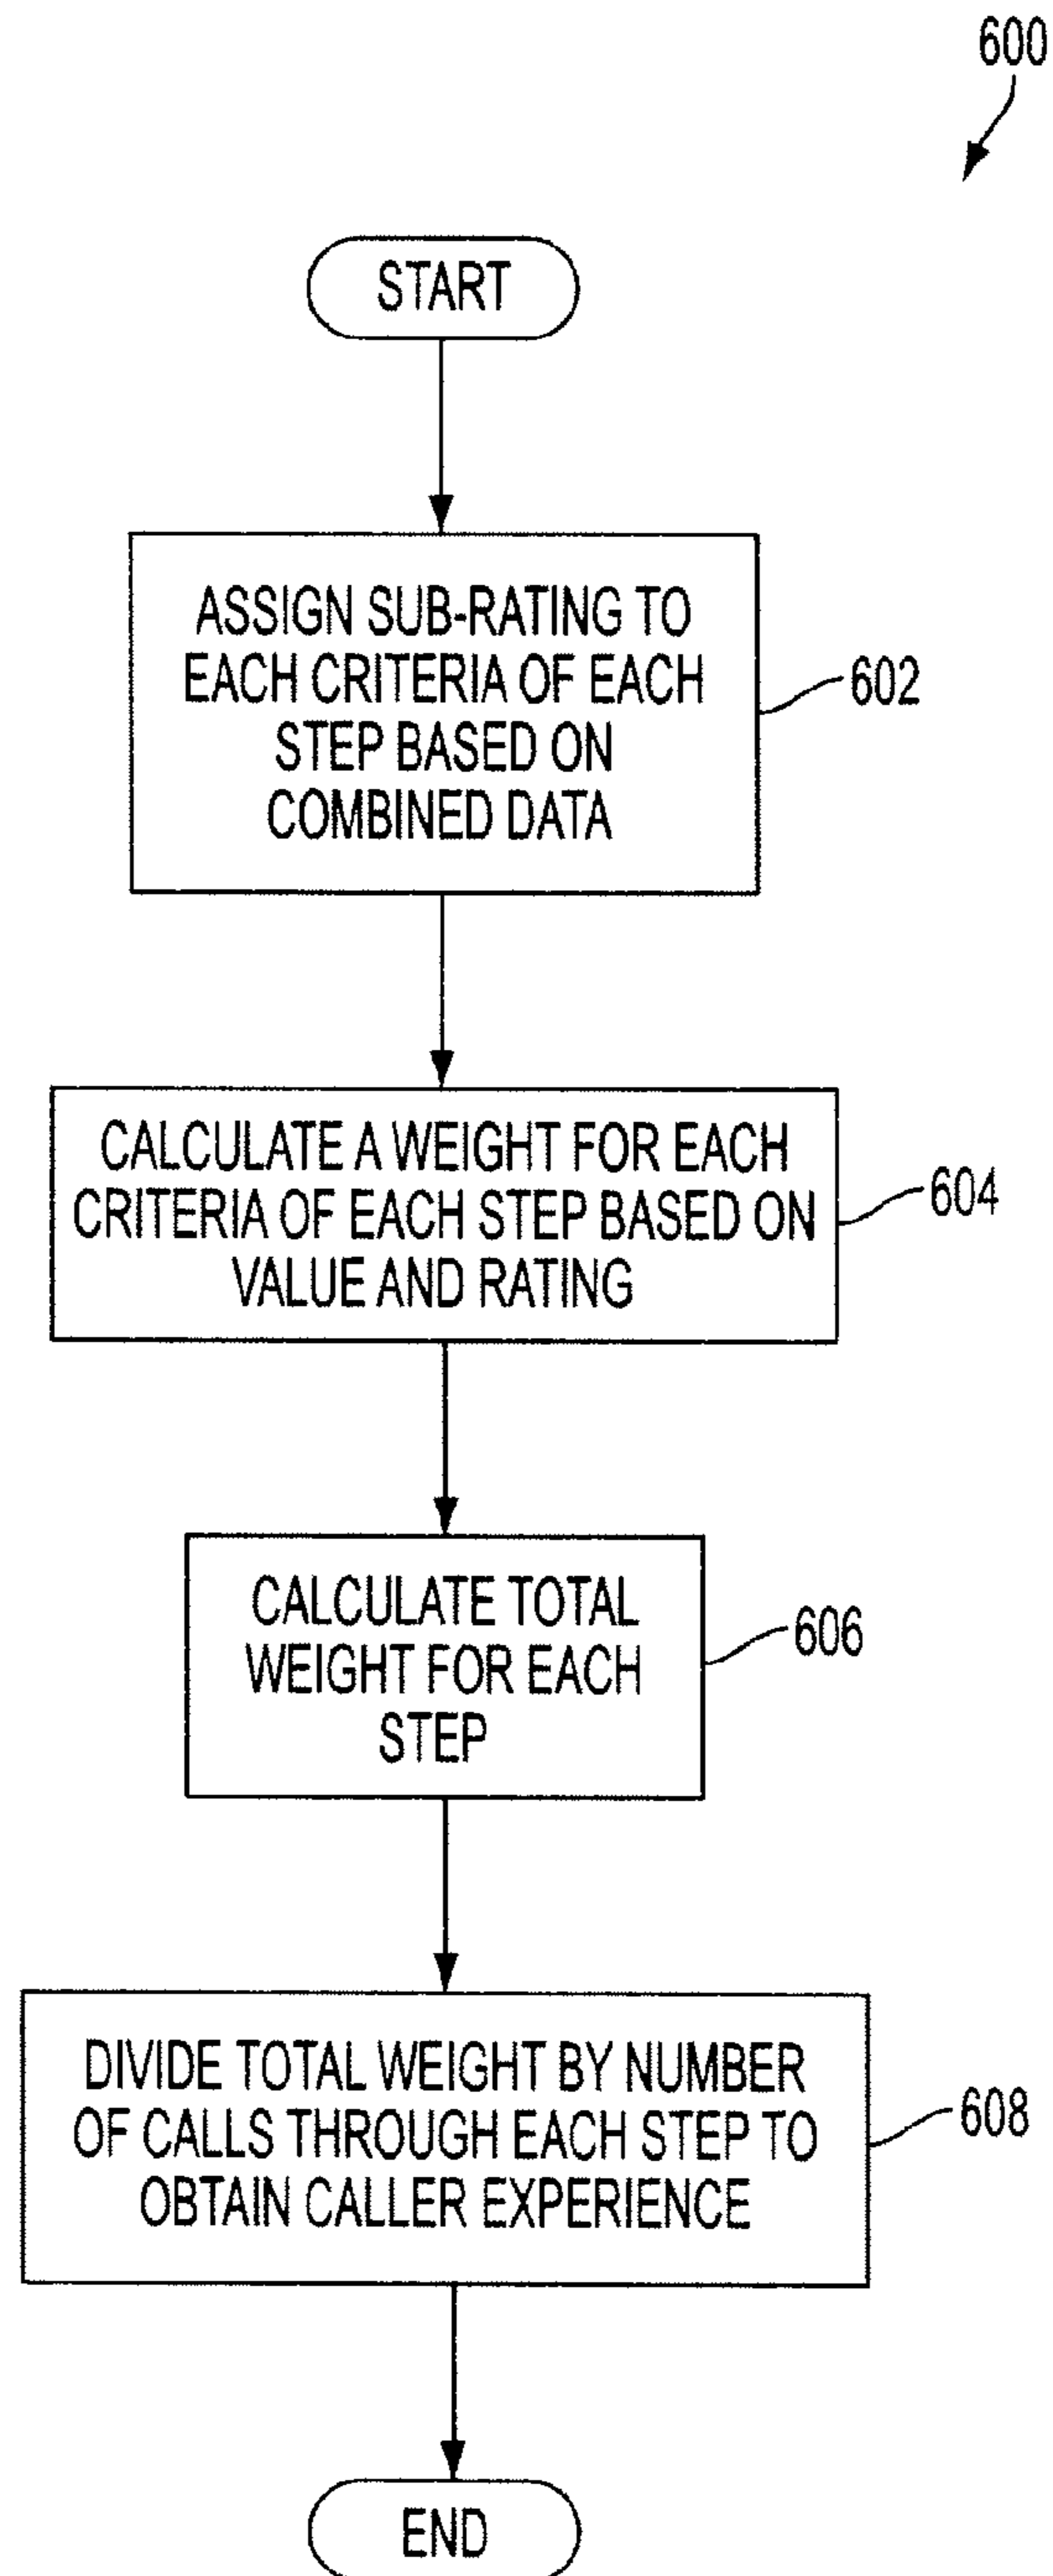 600
START
ASSIGN SUB-RATING TO
EACH CRITERIA OF EACH
STEP BASED ON
COMBINED DATA
602
CALCULATE A WEIGHT FOR EACH
CRITERIA OF EACH STEP BASED ON
VALUE AND RATING
604
CALCULATE TOTAL
WEIGHT FOR EACH
STEP
606
DIVIDE TOTAL WEIGHT BY NUMBER
OF CALLS THROUGH EACH STEP TO
OBTAIN CALLER EXPERIENCE
608
END